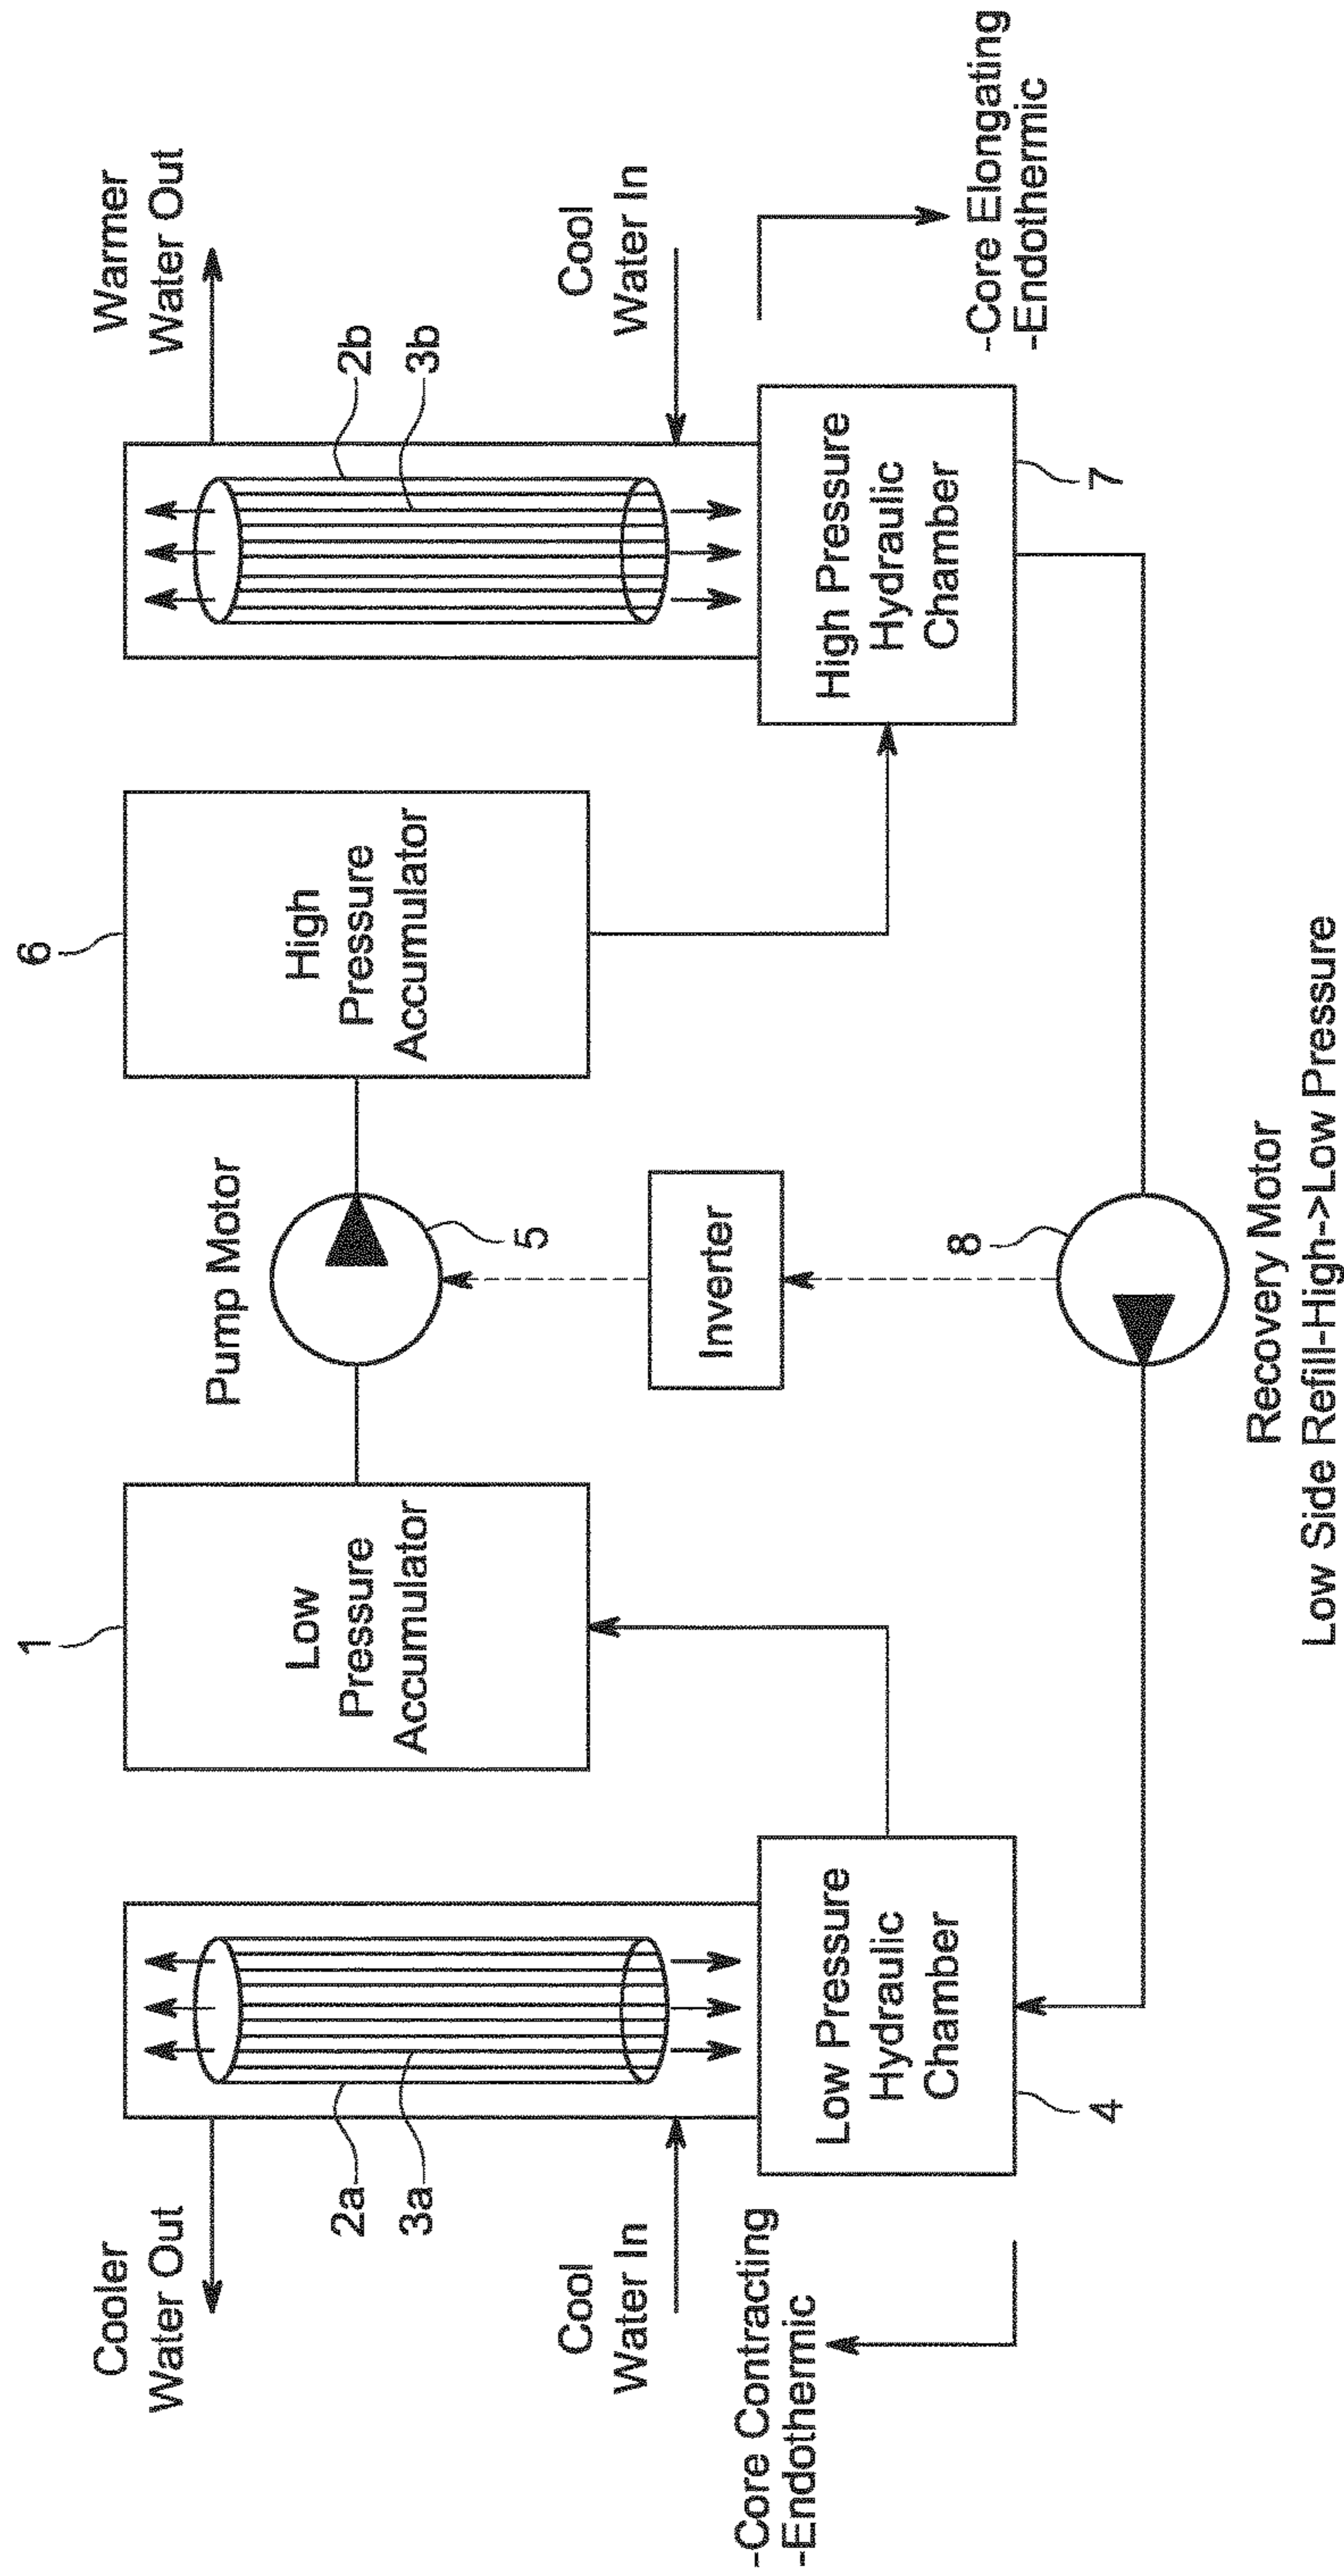 Cooler
Water Out
2a
3a
Cool
Water In
-Core Contracting
-Endothermic
Low Pressure
Hydraulic
Chamber
4
1
Low
Pressure
Accumulator
Pump Motor
5
Inverter
8
Recovery Motor
Low Side Refill-High->Low Pressure
6
High
Pressure
Accumulator
Warmer
Water Out
2b
3b
Cool
Water In
High Pressure
Hydraulic
Chamber
7
-Core Elongating
-Endothermic